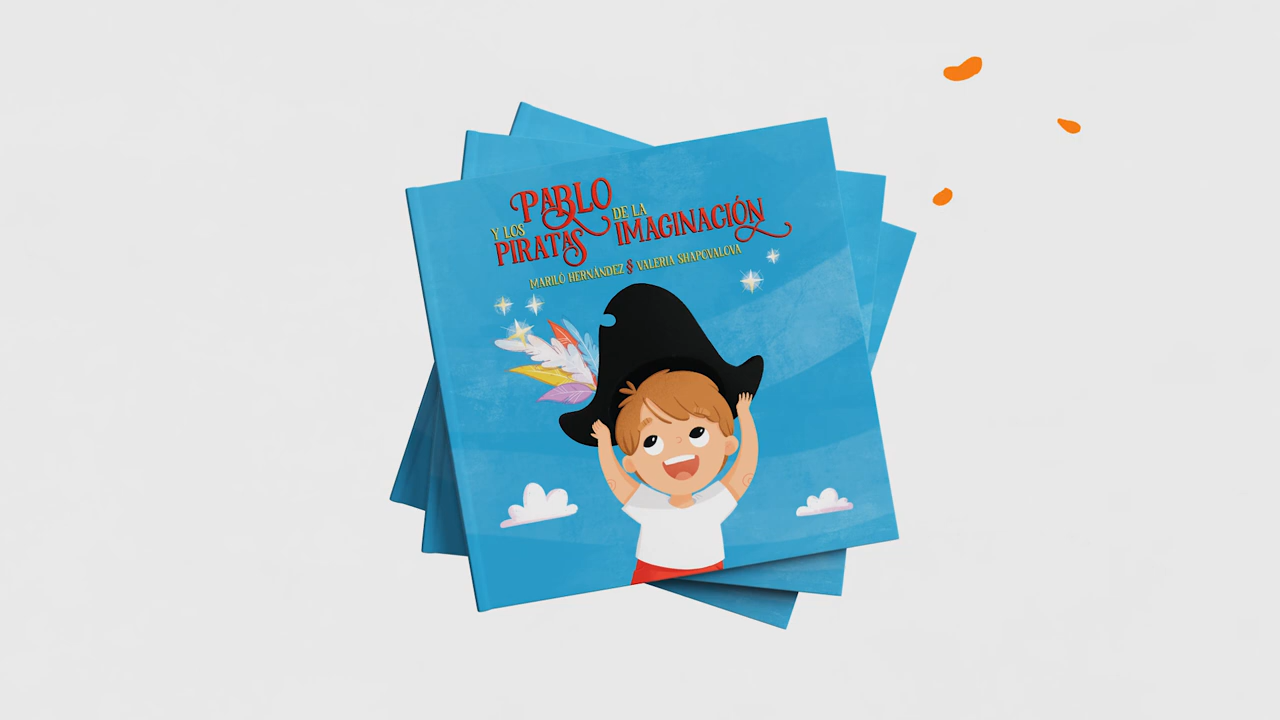 PABLO
Y LOS
PIRATAS
DE LA
IMAGINACIÓN
MARILÓ HERNÁNDEZ § VALERIA SHAPOVALOVA